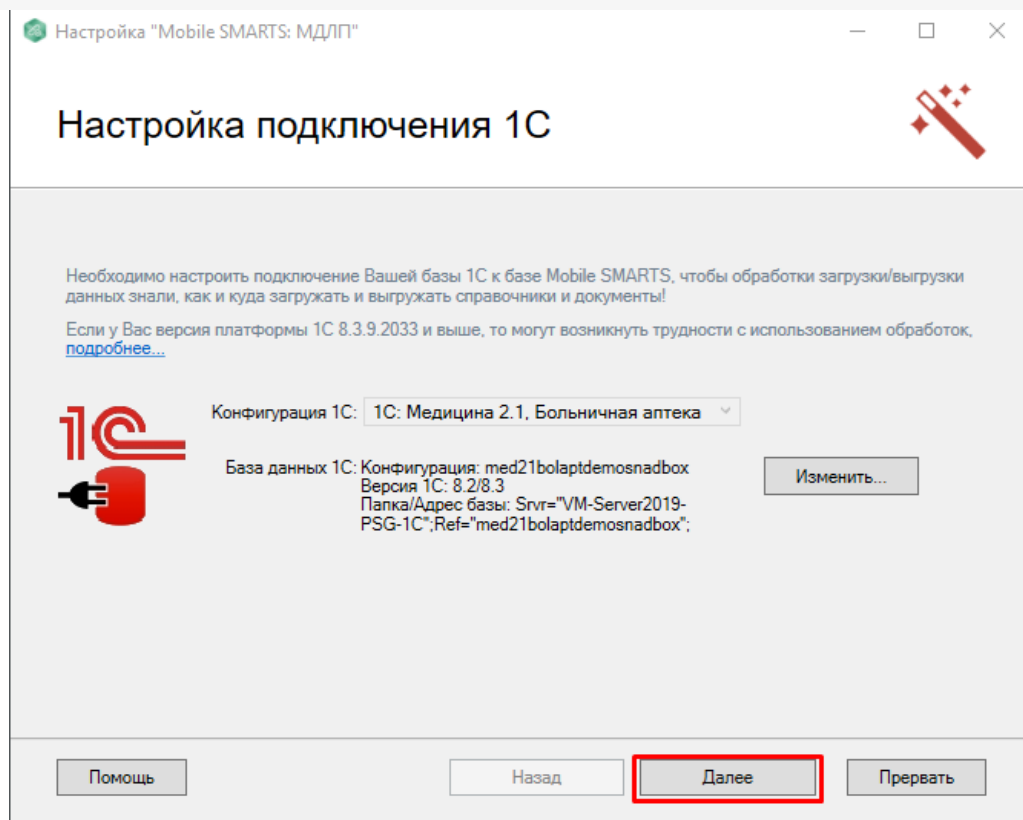 Настройка "Mobile SMARTS: МДЛП"
Настройка подключения 1С
Необходимо настроить подключение Вашей базы 1С к базе Mobile SMARTS, чтобы обработки загрузки/выгрузки
данных знали, как и куда загружать и выгружать справочники и документы!
Если у Вас версия платформы 1С 8.3.9.2033 и выше, то могут возникнуть трудности с использованием обработок,
подробнее...
1С
Конфигурация 1С: 1С: Медицина 2.1, Больничная аптека
База данных 1С: Конфигурация: med21bolaptdemosnadbox
Версия 1С: 8.2/8.3
Папка/Адрес базы: Srvr="VM-Server2019-
PSG-1C";Ref="med21bolaptdemosnadbox";
Изменить...
Помощь
Назад
Далее
Прервать